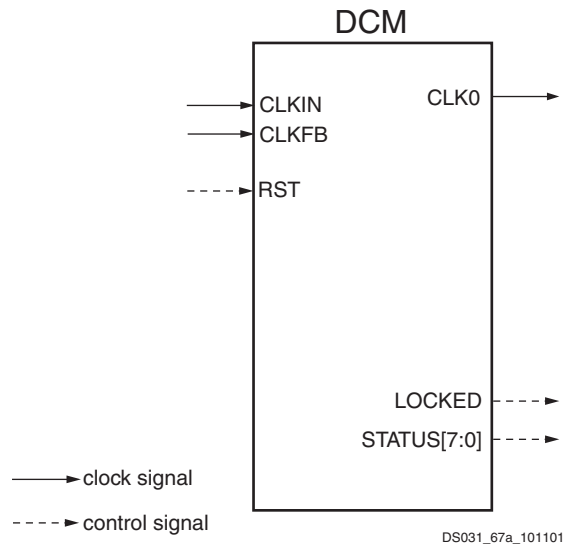 DCM
CLKIN
CLK0
CLKFB
RST
LOCKED
STATUS[7:0]
clock signal
control signal
DS031_67a_101101